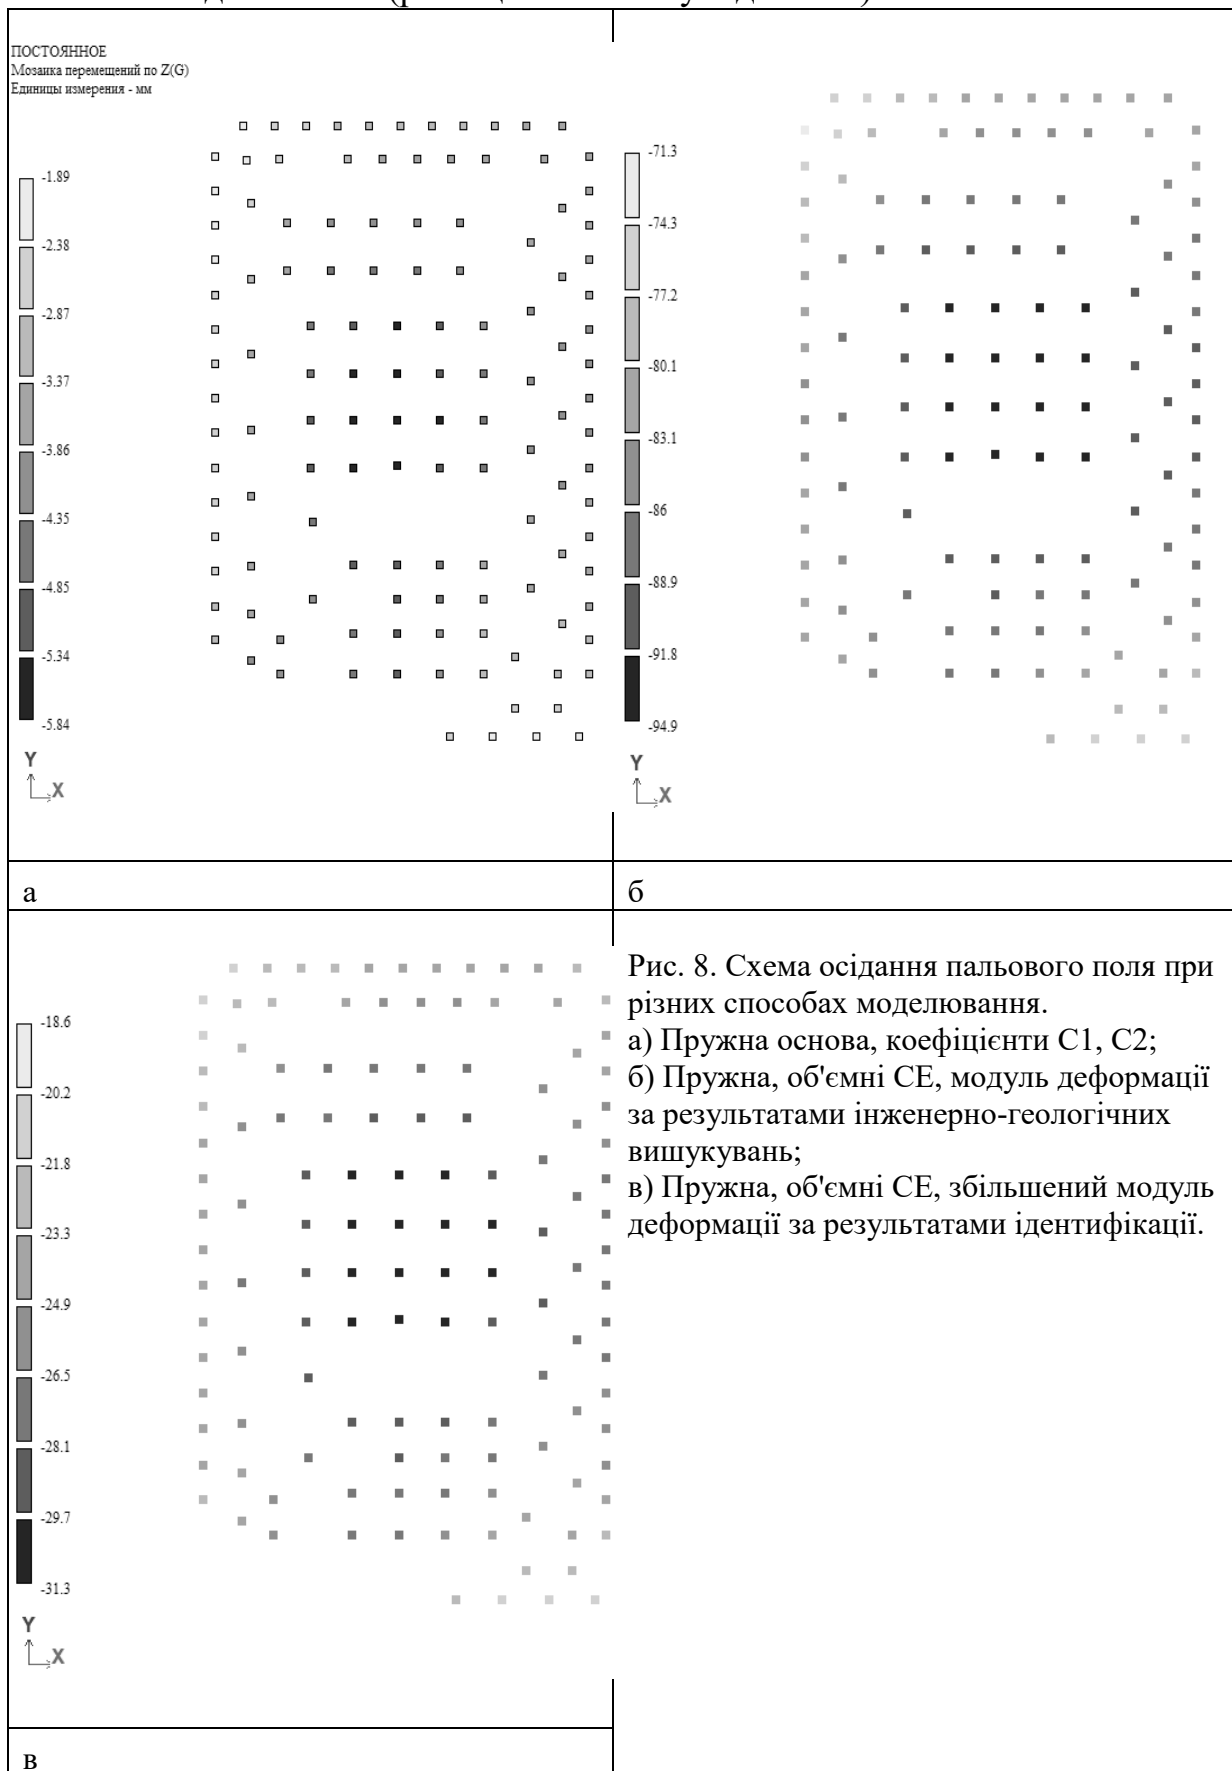 ПОСТОЯННОЕ
Мозаика перемещений по Z(G)
Единицы измерения - мм
-1.89
-2.38
-2.87
-3.37
-3.86
-4.35
-4.85
-5.34
-5.84
Y
X
-71.3
-74.3
-77.2
-80.1
-83.1
-86
-88.9
-91.8
-94.9
Y
X
а
б
-18.6
-20.2
-21.8
-23.3
-24.9
-26.5
-28.1
-29.7
-31.3
Y
X
Рис. 8. Схема осідання пальового поля при
різних способах моделювання.
а) Пружна основа, коефіцієнти С1, С2;
б) Пружна, об'ємні СЕ, модуль деформації
за результатами інженерно-геологічних
вишукувань;
в) Пружна, об'ємні СЕ, збільшений модуль
деформації за результатами ідентифікації.
в